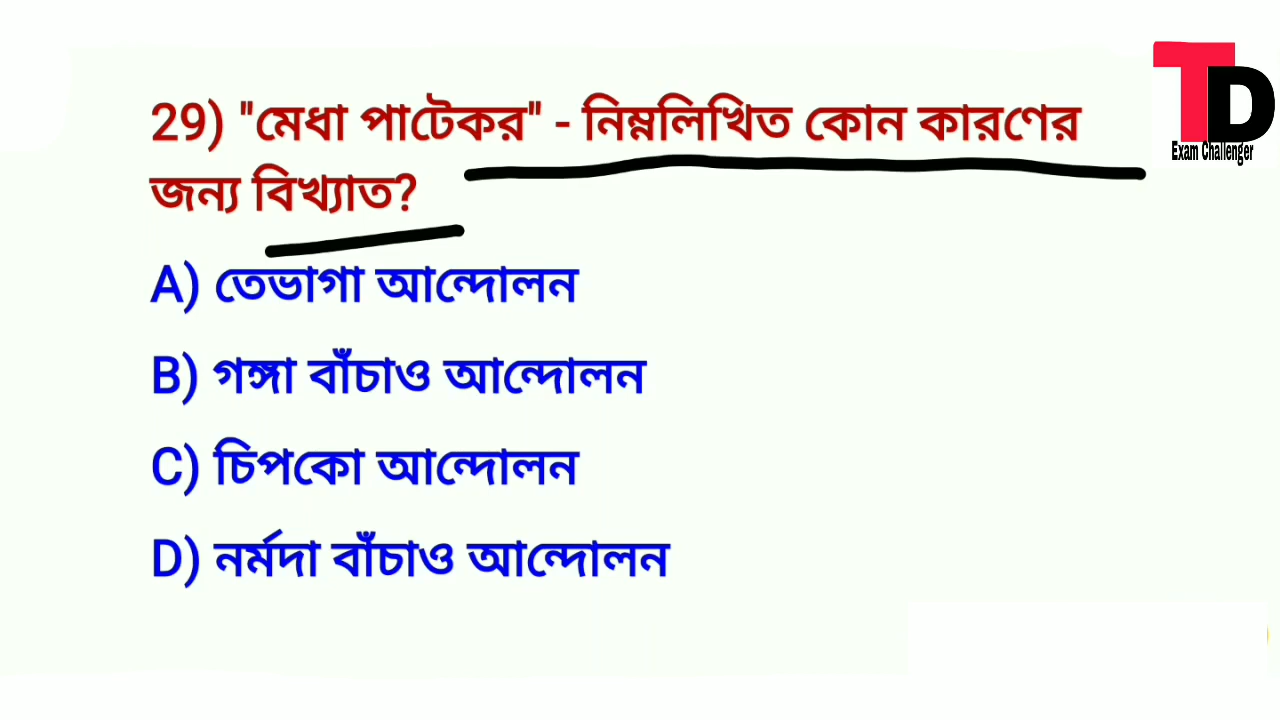 29) "মেধা পাটেকর" - নিম্নলিখিত কোন কারণের
জন্য বিখ্যাত?
A) তেভাগা আন্দোলন
B) গঙ্গা বাঁচাও আন্দোলন
C) চিপকো আন্দোলন
D) নর্মদা বাঁচাও আন্দোলন
TD
Exam Challenger